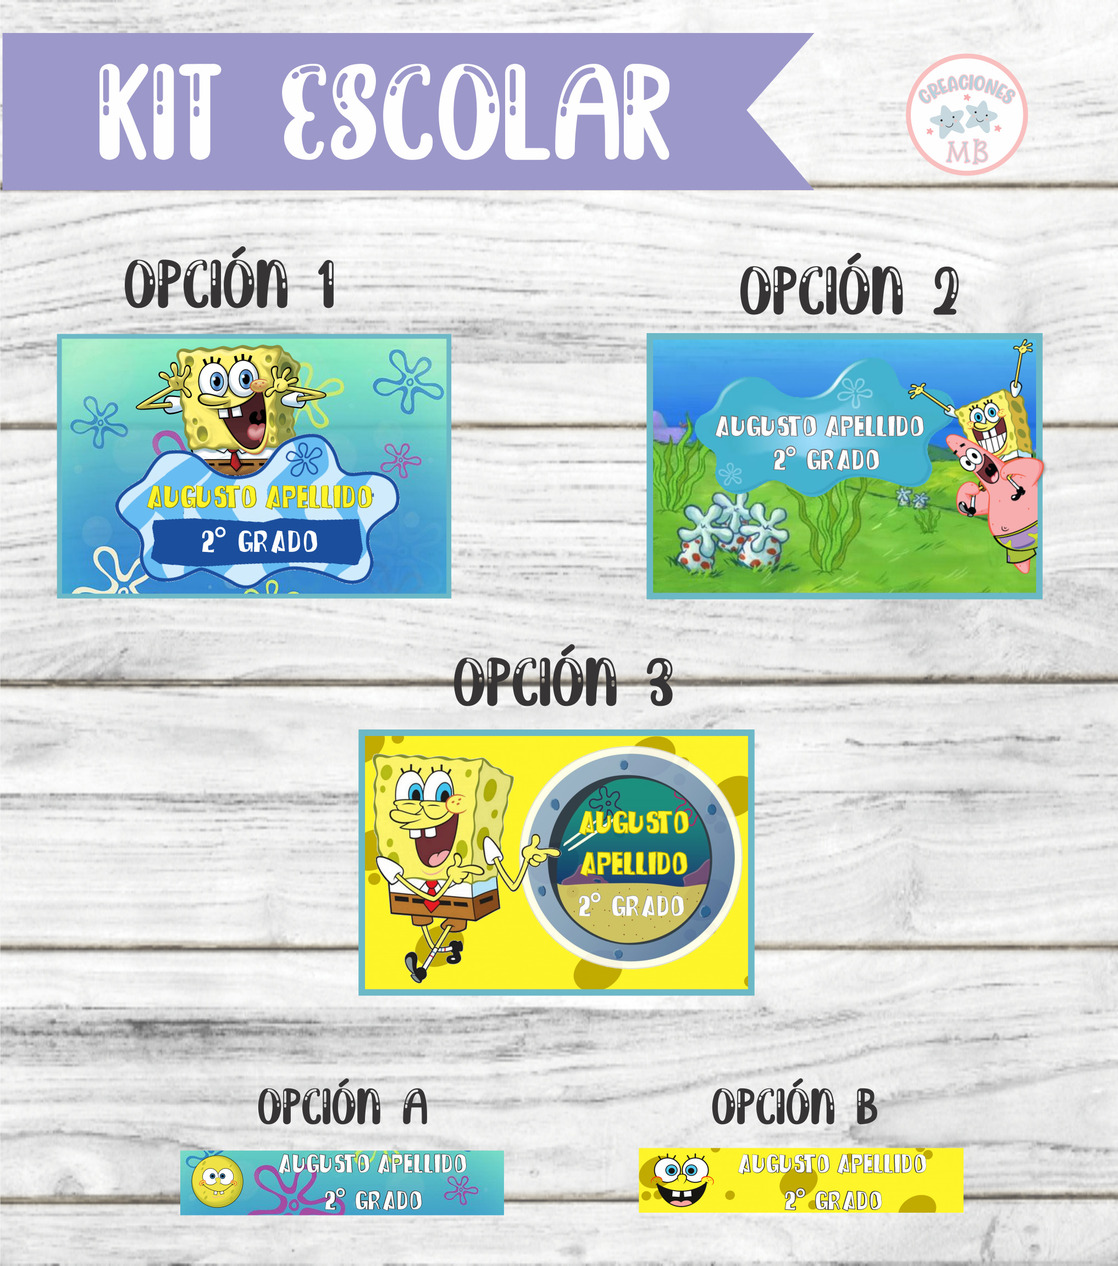 KIT ESCOLAR
CREACIONES
MB
OPCIÓN 1
OPCIÓN 2
AUGUSTO APELLIDO
2° GRADO
AUGUSTO APELLIDO
2° GRADO
OPCIÓN 3
AUGUSTO
APELLIDO
2° GRADO
OPCIÓN A
OPCIÓN B
AUGUSTO APELLIDO
2° GRADO
AUGUSTO APELLIDO
2° GRADO